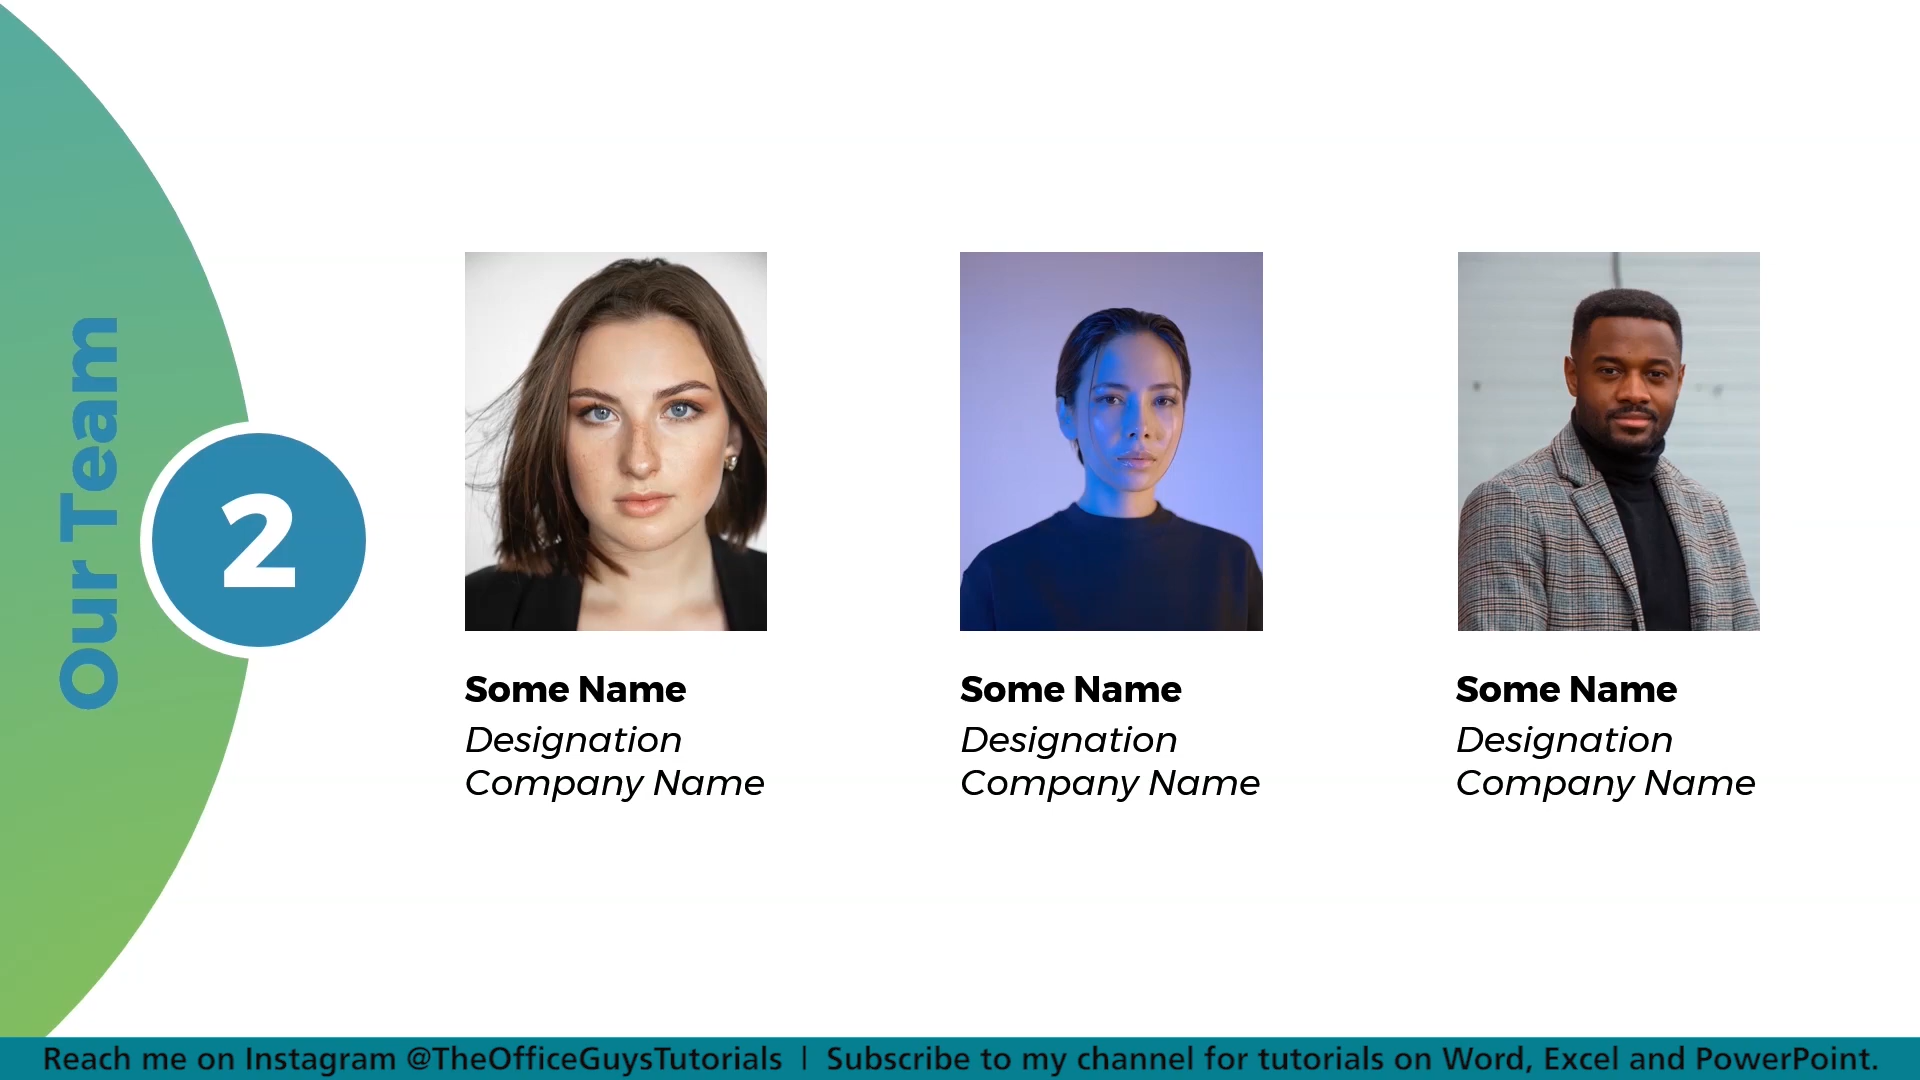 Our Team
2
Some Name
Designation
Company Name
Some Name
Designation
Company Name
Some Name
Designation
Company Name
Reach me on Instagram @TheOfficeGuysTutorials | Subscribe to my channel for tutorials on Word, Excel and PowerPoint.